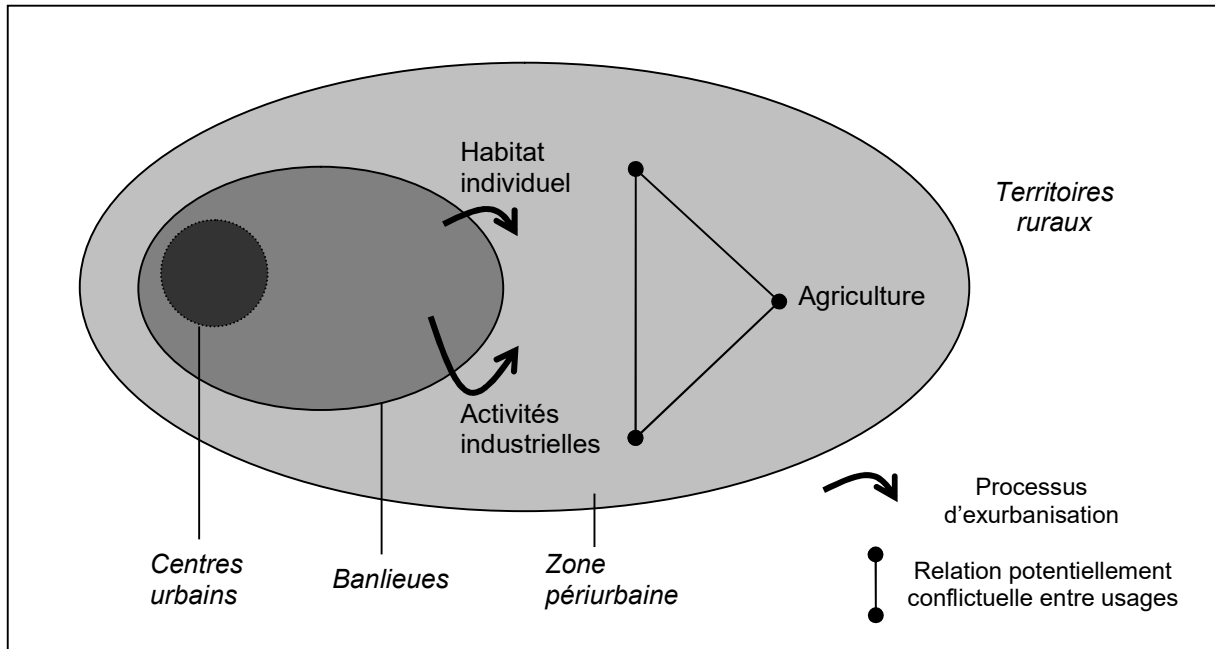 Habitat
individuel
Territoires
ruraux
Agriculture
Activités
industrielles
Processus
d'exurbanisation
Centres
urbains
Banlieues
Zone
périurbaine
Relation potentiellement
conflictuelle entre usages